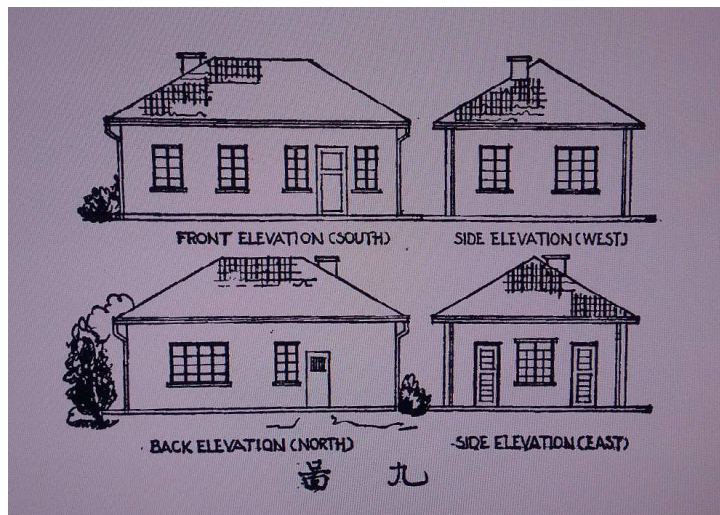 FRONT ELEVATION (SOUTH)
SIDE ELEVATION (WEST)
BACK ELEVATION (NORTH)
SIDE ELEVATION (EAST)
圖 九